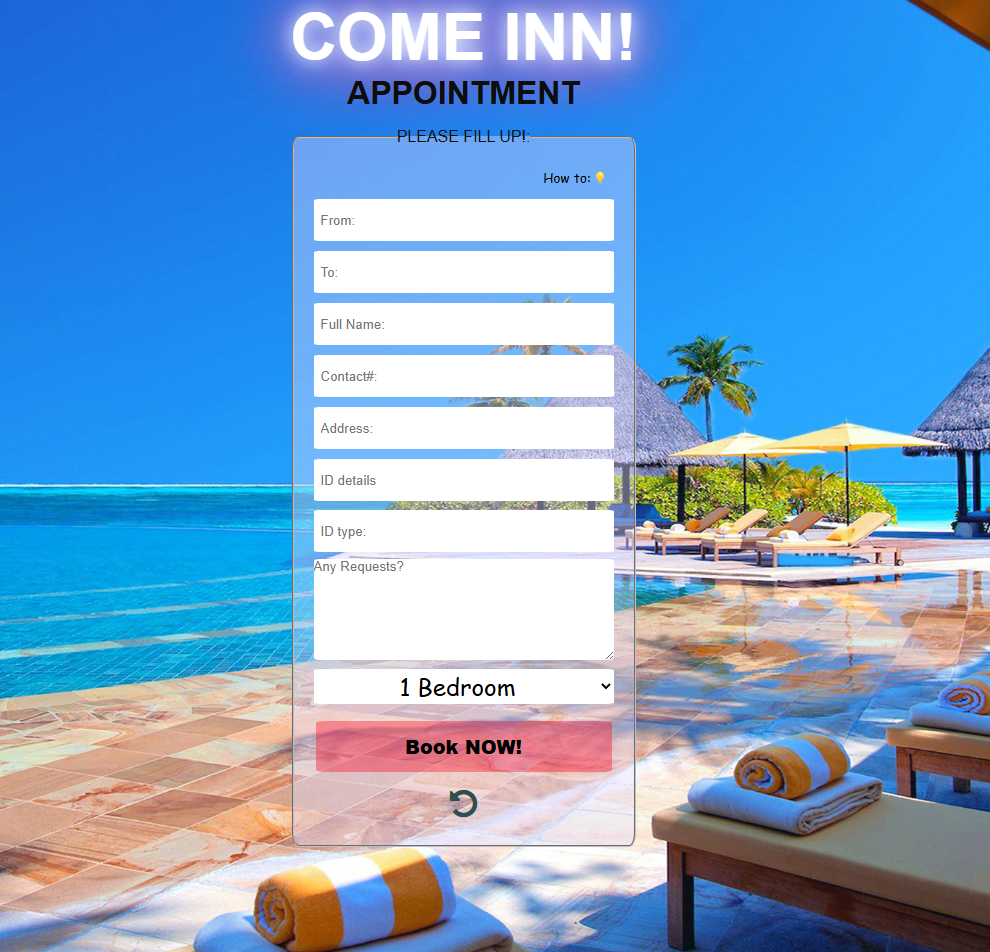 COME INN!
APPOINTMENT
PLEASE FILL UP!:
How to:
From:
To:
Full Name:
Contact#:
Address:
ID details
ID type:
Any Requests?
1 Bedroom
Book NOW!